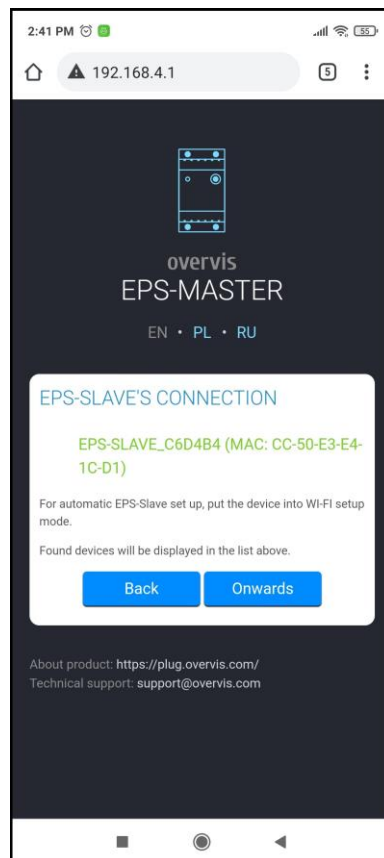 2:41 PM 55
192.168.4.1 5
overvis
EPS-MASTER
EN • PL • RU
EPS-SLAVE'S CONNECTION
EPS-SLAVE_C6D4B4 (MAC: CC-50-E3-E4-
1C-D1)
For automatic EPS-Slave set up, put the device into WI-FI setup
mode.
Found devices will be displayed in the list above.
Back Onwards
About product: https://plug.overvis.com/
Technical support: support@overvis.com